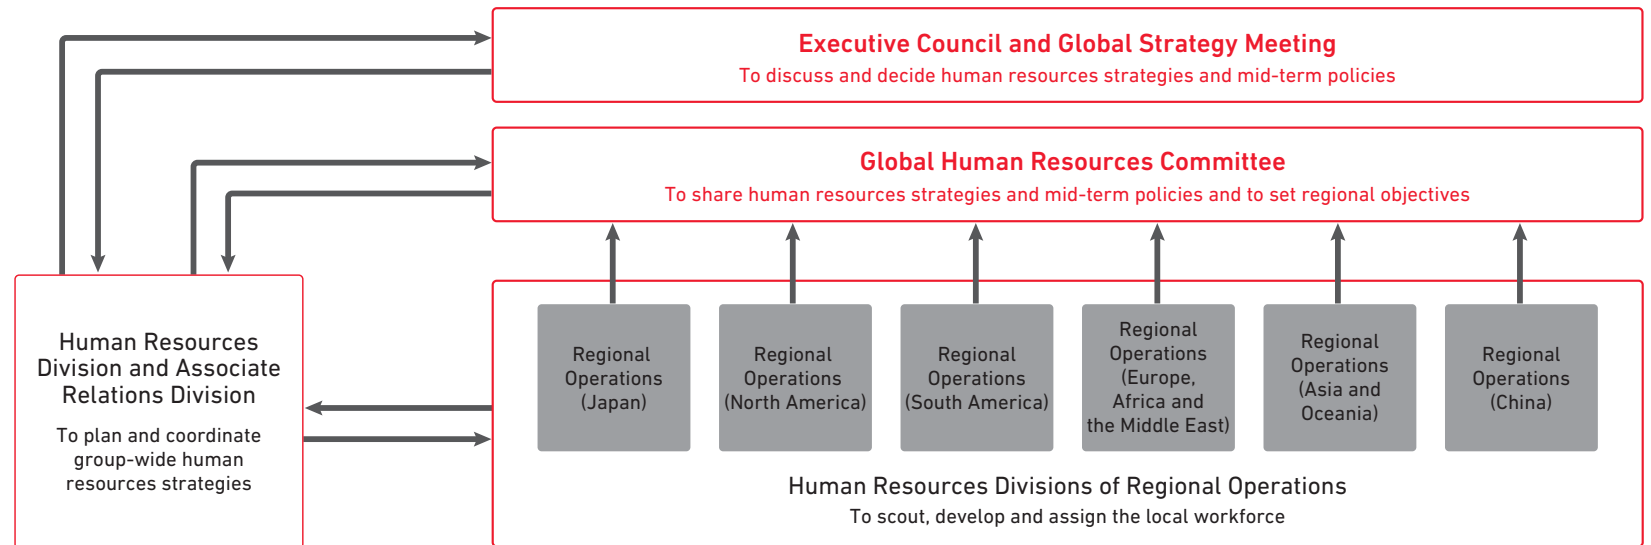 Executive Council and Global Strategy Meeting
To discuss and decide human resources strategies and mid-term policies
Global Human Resources Committee
To share human resources strategies and mid-term policies and to set regional objectives
Human Resources
Division and Associate
Relations Division
To plan and coordinate
group-wide human
resources strategies
Regional
Operations
(Japan)
Regional
Operations
(North America)
Regional
Operations
(South America)
Regional
Operations
(Europe,
Africa and
the Middle East)
Regional
Operations
(Asia and
Oceania)
Regional
Operations
(China)
Human Resources Divisions of Regional Operations
To scout, develop and assign the local workforce